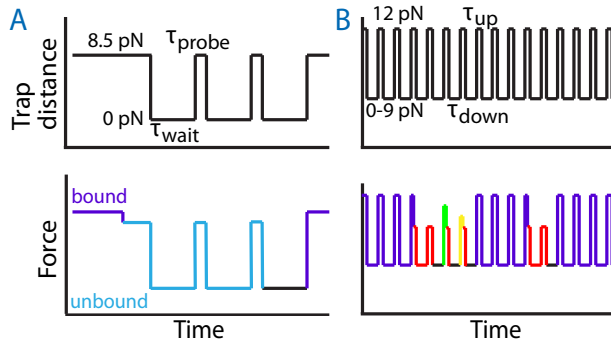 A
8.5 pN
τprobe
0 pN
τwait
Trap
distance
bound
unbound
Force
Time
B
12 pN
τup
0-9 pN
τdown
Time